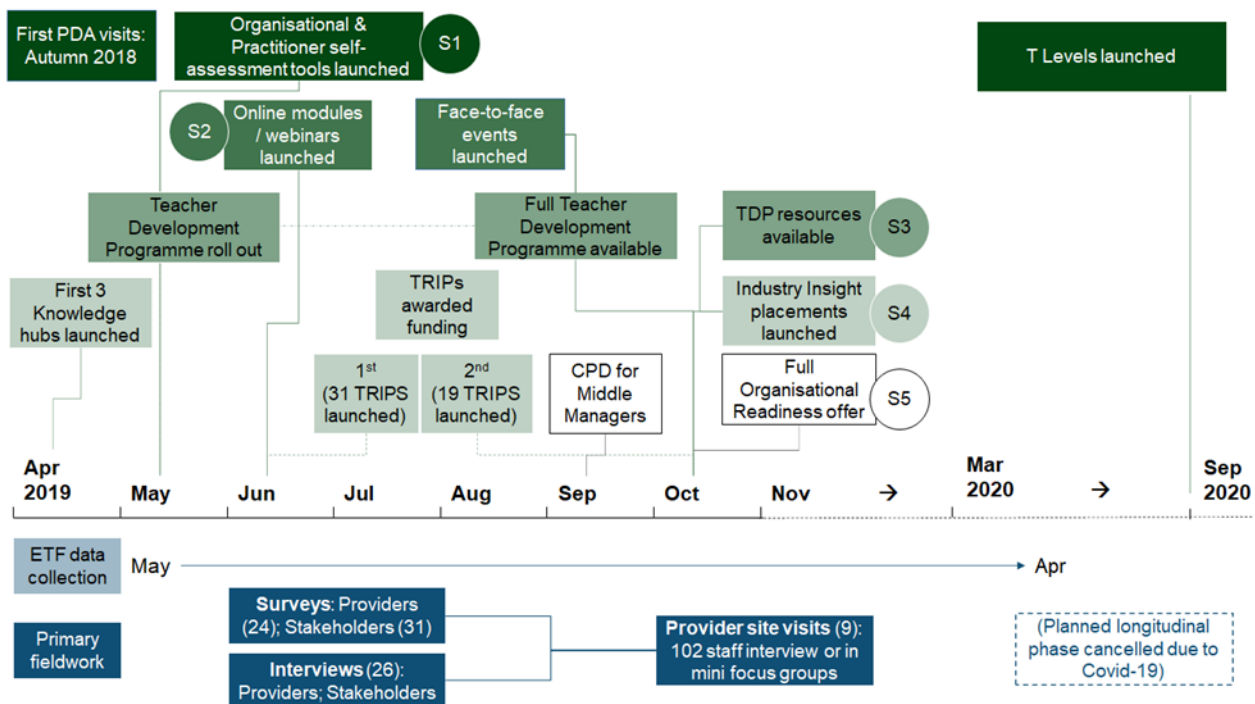 First PDA visits:
Autumn 2018
Organisational &
Practitioner self-
assessment tools launched
S1
T Levels launched
S2
Online modules
/ webinars
launched
Face-to-face
events
launched
Teacher
Development
Programme roll out
Full Teacher
Development
Programme available
TDP resources
available
S3
First 3
Knowledge
hubs launched
TRIPs
awarded
funding
Industry Insight
placements
launched
S4
1st
(31 TRIPS
launched)
2nd
(19 TRIPS
launched)
CPD for
Middle
Managers
Full
Organisational
Readiness offer
S5
Apr
2019
May
Jun
Jul
Aug
Sep
Oct
Nov
→
Mar
2020
→
Sep
2020
ETF data
collection
May
Apr
Primary
fieldwork
Surveys: Providers
(24); Stakeholders (31)
Interviews (26):
Providers; Stakeholders
Provider site visits (9):
102 staff interview or in
mini focus groups
(Planned longitudinal
phase cancelled due to
Covid-19)